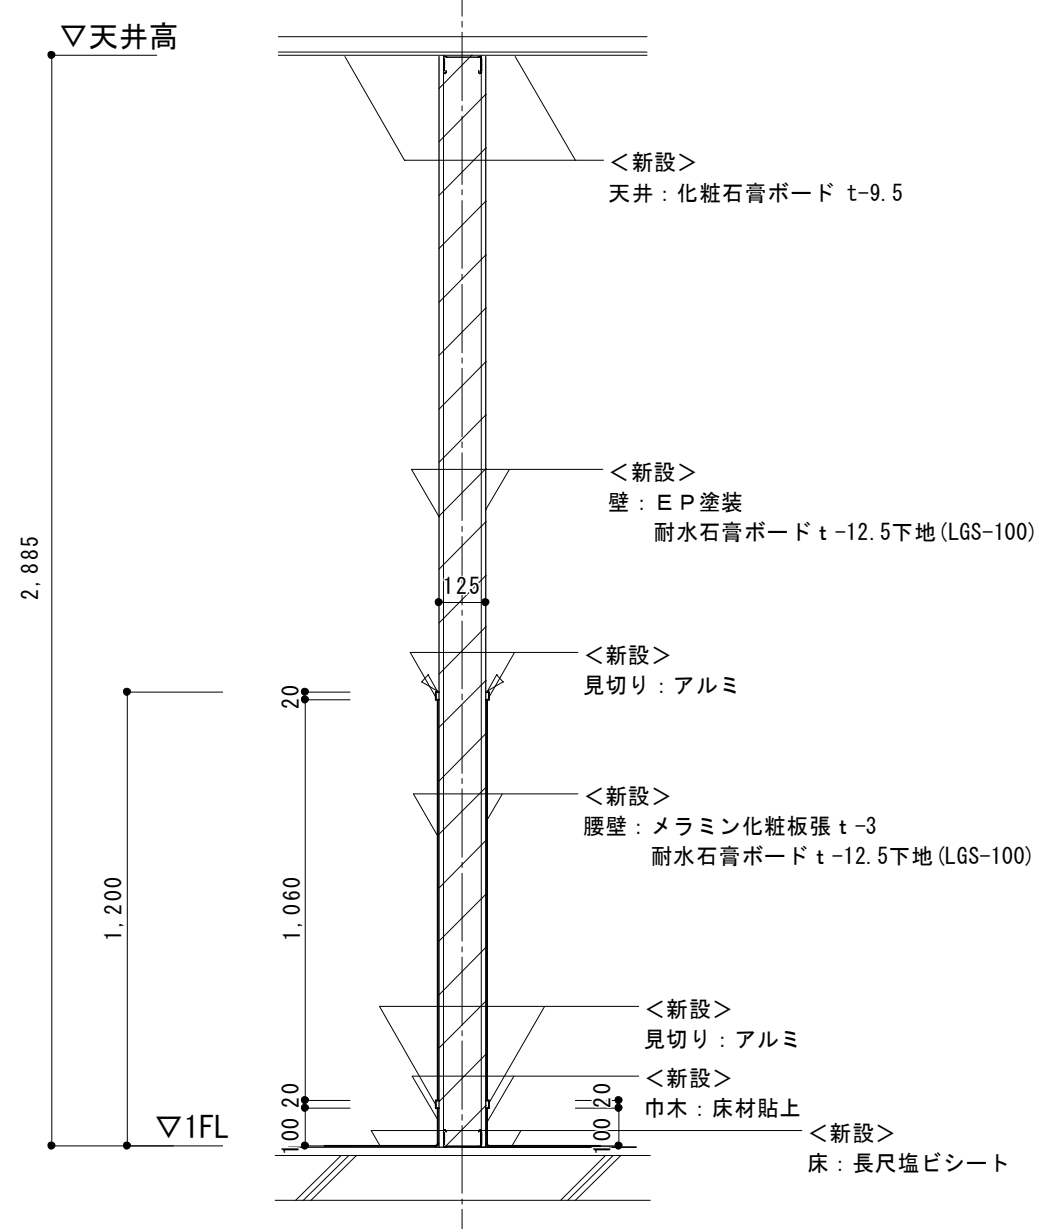 ▽天井高
＜新設＞
天井：化粧石膏ボード t-9.5
＜新設＞
壁：ＥＰ塗装
耐水石膏ボードｔ-12.5下地(LGS-100)
2,885
125
＜新設＞
見切り：アルミ
20
＜新設＞
腰壁：メラミン化粧板張ｔ-3
耐水石膏ボードｔ-12.5下地(LGS-100)
1,200
1,060
＜新設＞
見切り：アルミ
20
20
＜新設＞
巾木：床材貼上
▽1FL
100
100
＜新設＞
床：長尺塩ビシート